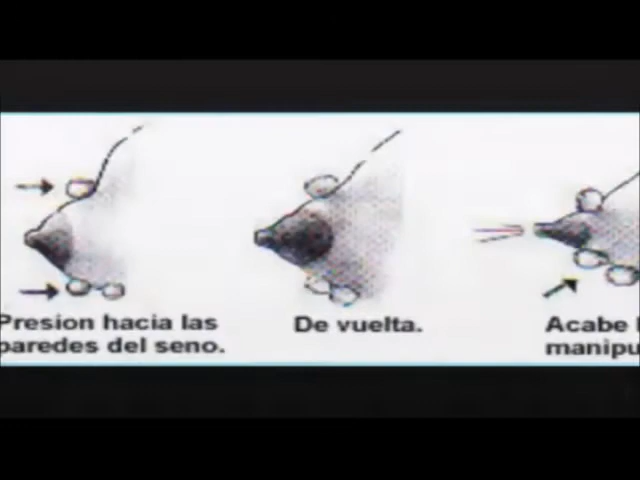 Presion hacia las
paredes del seno.
De vuelta.
Acabe
manipu